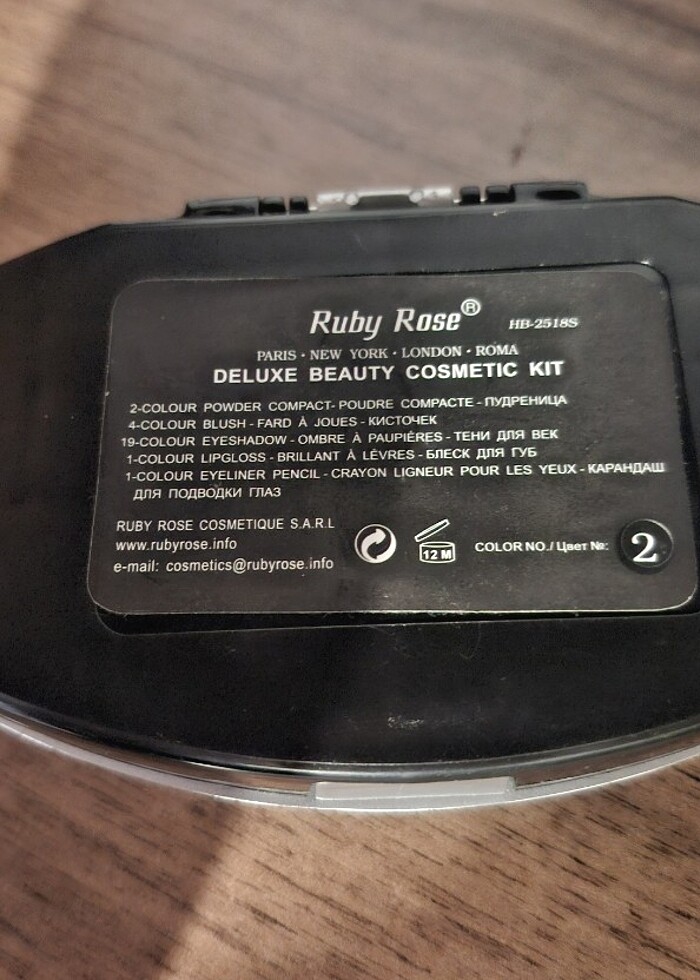 Ruby Rose® HB-2518S
PARIS · NEW YORK · LONDON · ROMA
DELUXE BEAUTY COSMETIC KIT
2-COLOUR POWDER COMPACT- POUDRE COMPACTE - ПУДРЕНИЦА
4-COLOUR BLUSH - FARD À JOUES - КИСТОЧЕК
19-COLOUR EYESHADOW - OMBRE À PAUPIÈRES - ТЕНИ ДЛЯ ВЕК
1-COLOUR LIPGLOSS - BRILLANT À LÈVRES - БЛЕСК ДЛЯ ГУБ
1-COLOUR EYELINER PENCIL - CRAYON LIGNEUR POUR LES YEUX - КАРАНДАШ
ДЛЯ ПОДВОДКИ ГЛАЗ
RUBY ROSE COSMETIQUE S.A.R.L
www.rubyrose.info
e-mail: cosmetics@rubyrose.info
12 M
COLOR NO./ Цвет №: 2